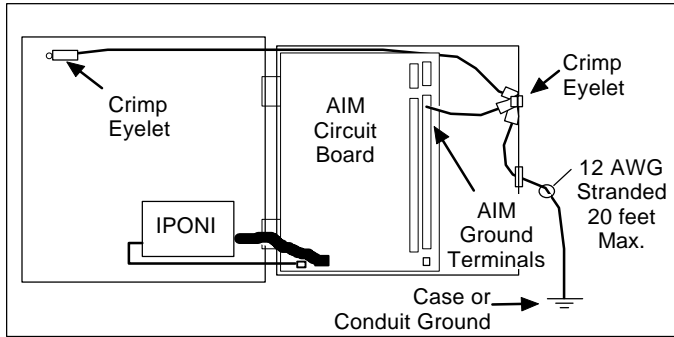 Crimp
Eyelet
AIM
Circuit
Board
Crimp
Eyelet
12 AWG
Stranded
20 feet
Max.
IPONI
AIM
Ground
Terminals
Case or
Conduit Ground